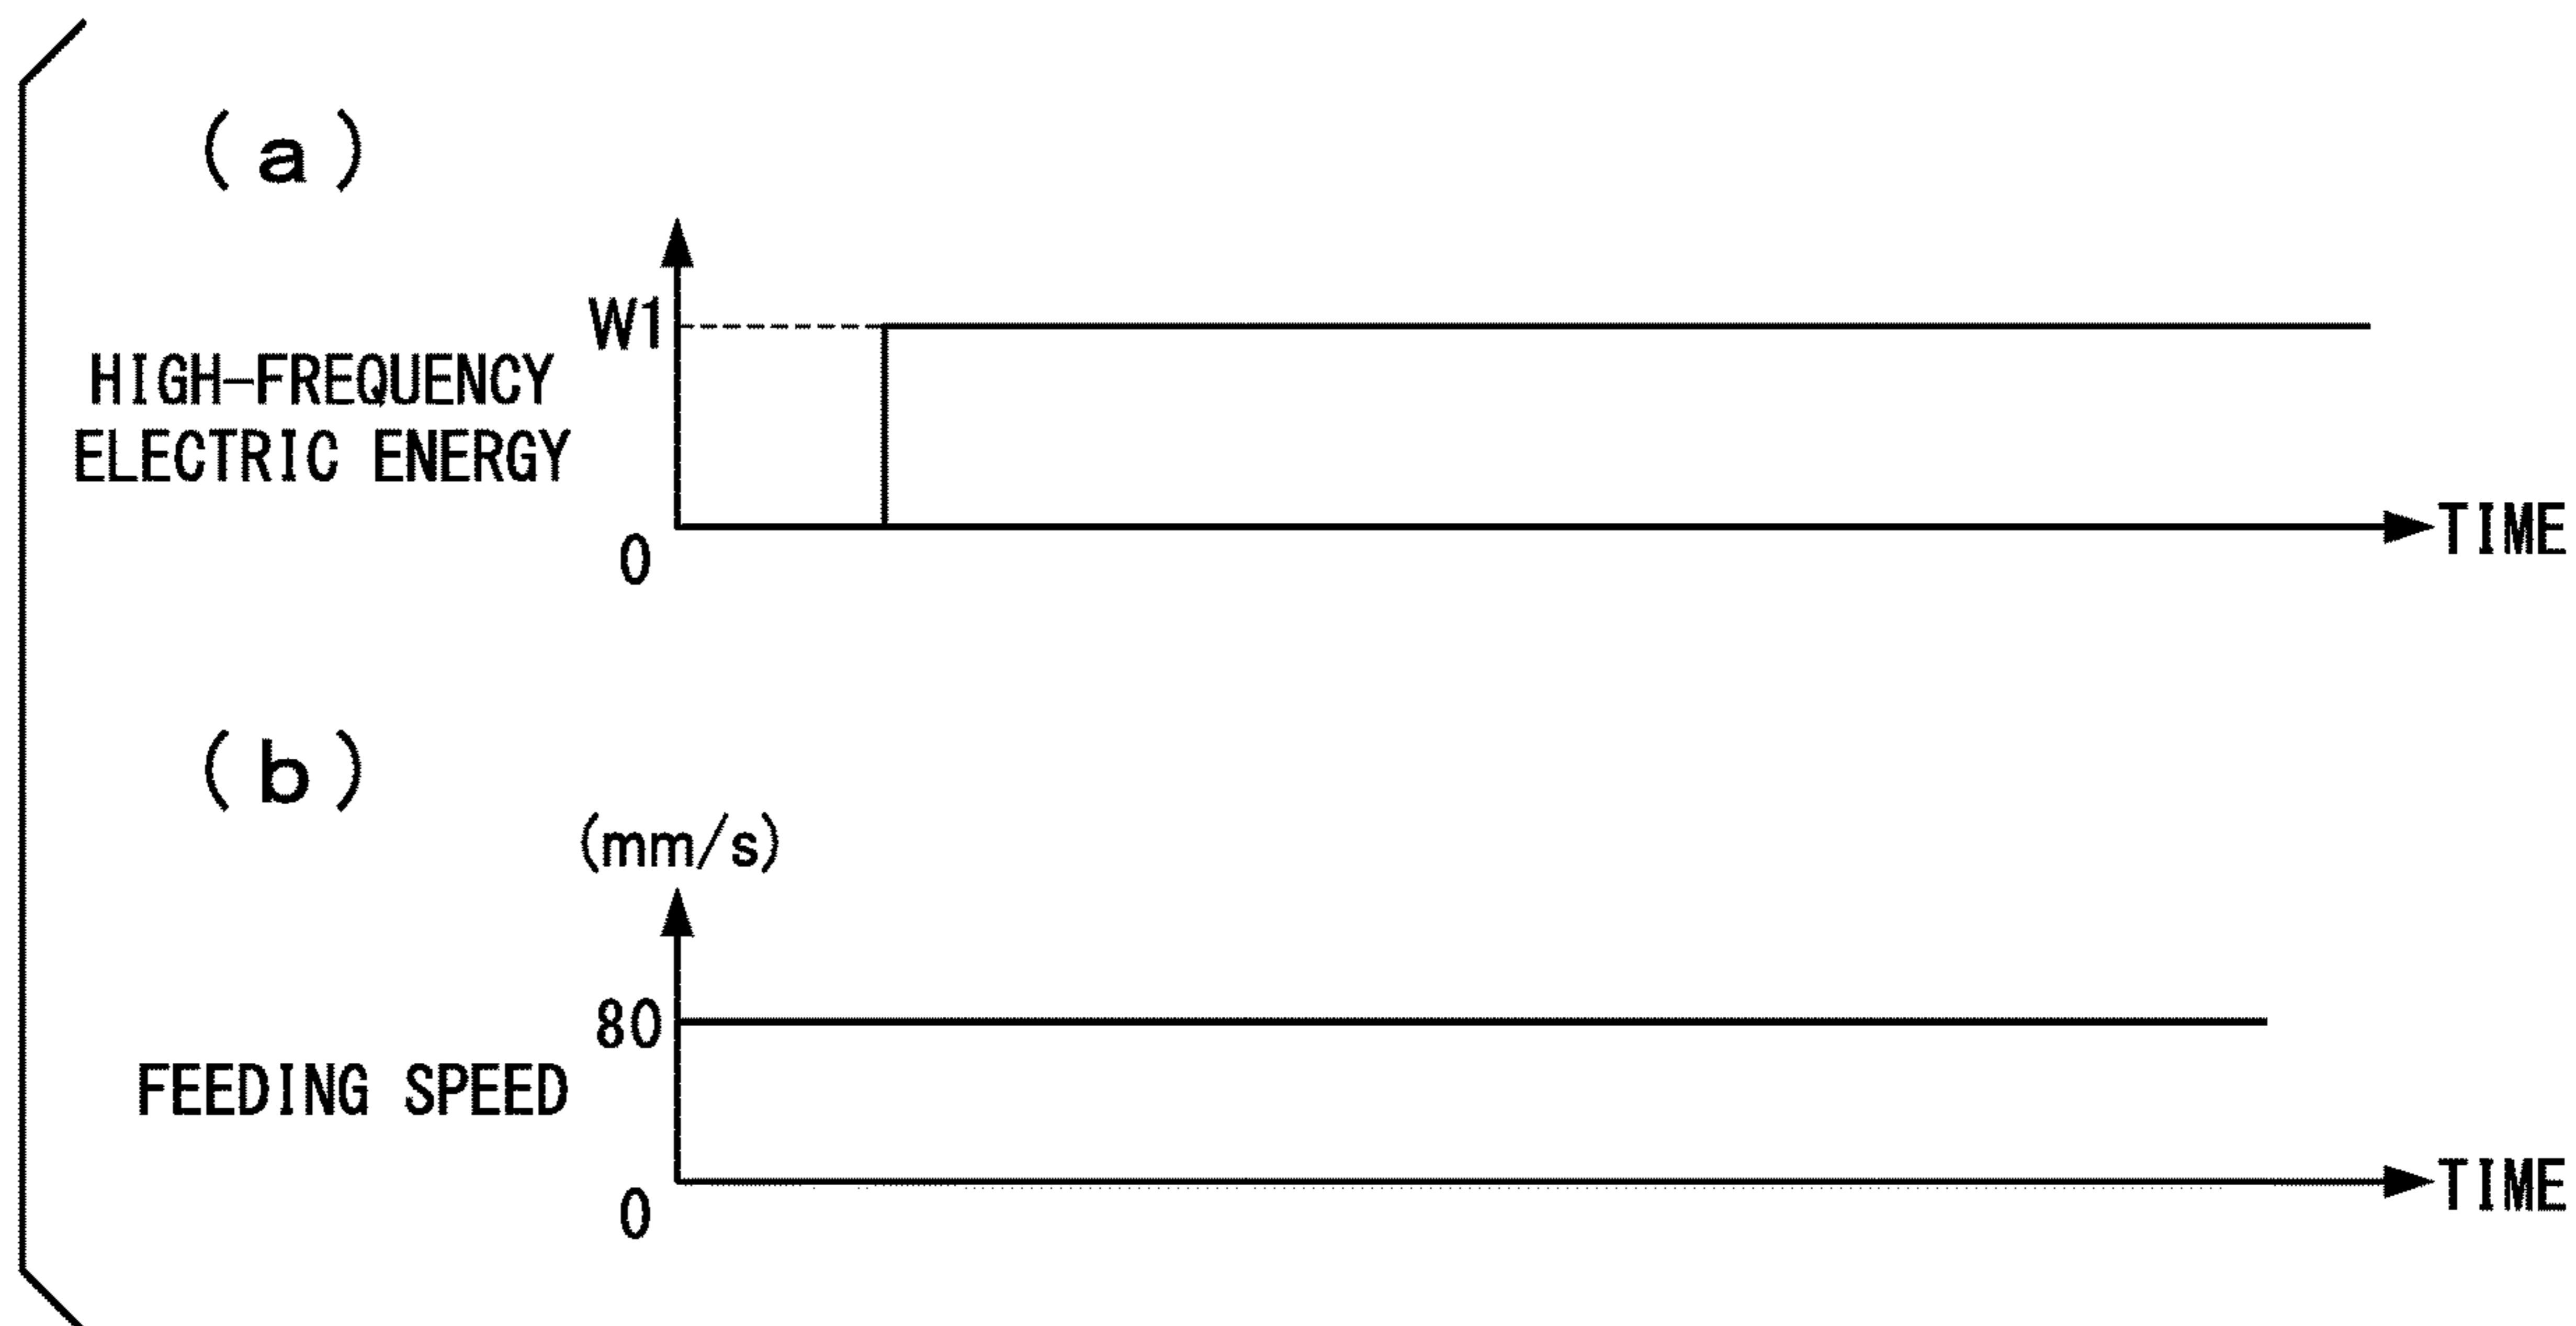 (a)
W1
HIGH-FREQUENCY
ELECTRIC ENERGY
0
TIME
(b)
(mm/s)
80
FEEDING SPEED
0
TIME